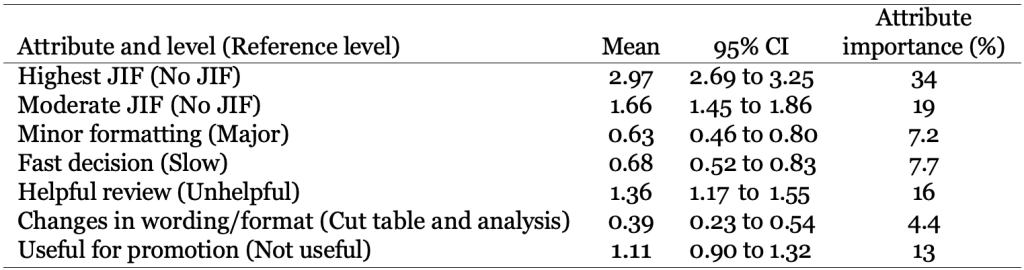 Attribute
Attribute and level (Reference level) Mean 95% CI importance (%)
Highest JIF (No JIF) 2.97 2.69 to 3.25 34
Moderate JIF (No JIF) 1.66 1.45 to 1.86 19
Minor formatting (Major) 0.63 0.46 to 0.80 7.2
Fast decision (Slow) 0.68 0.52 to 0.83 7.7
Helpful review (Unhelpful) 1.36 1.17 to 1.55 16
Changes in wording/format (Cut table and analysis) 0.39 0.23 to 0.54 4.4
Useful for promotion (Not useful) 1.11 0.90 to 1.32 13